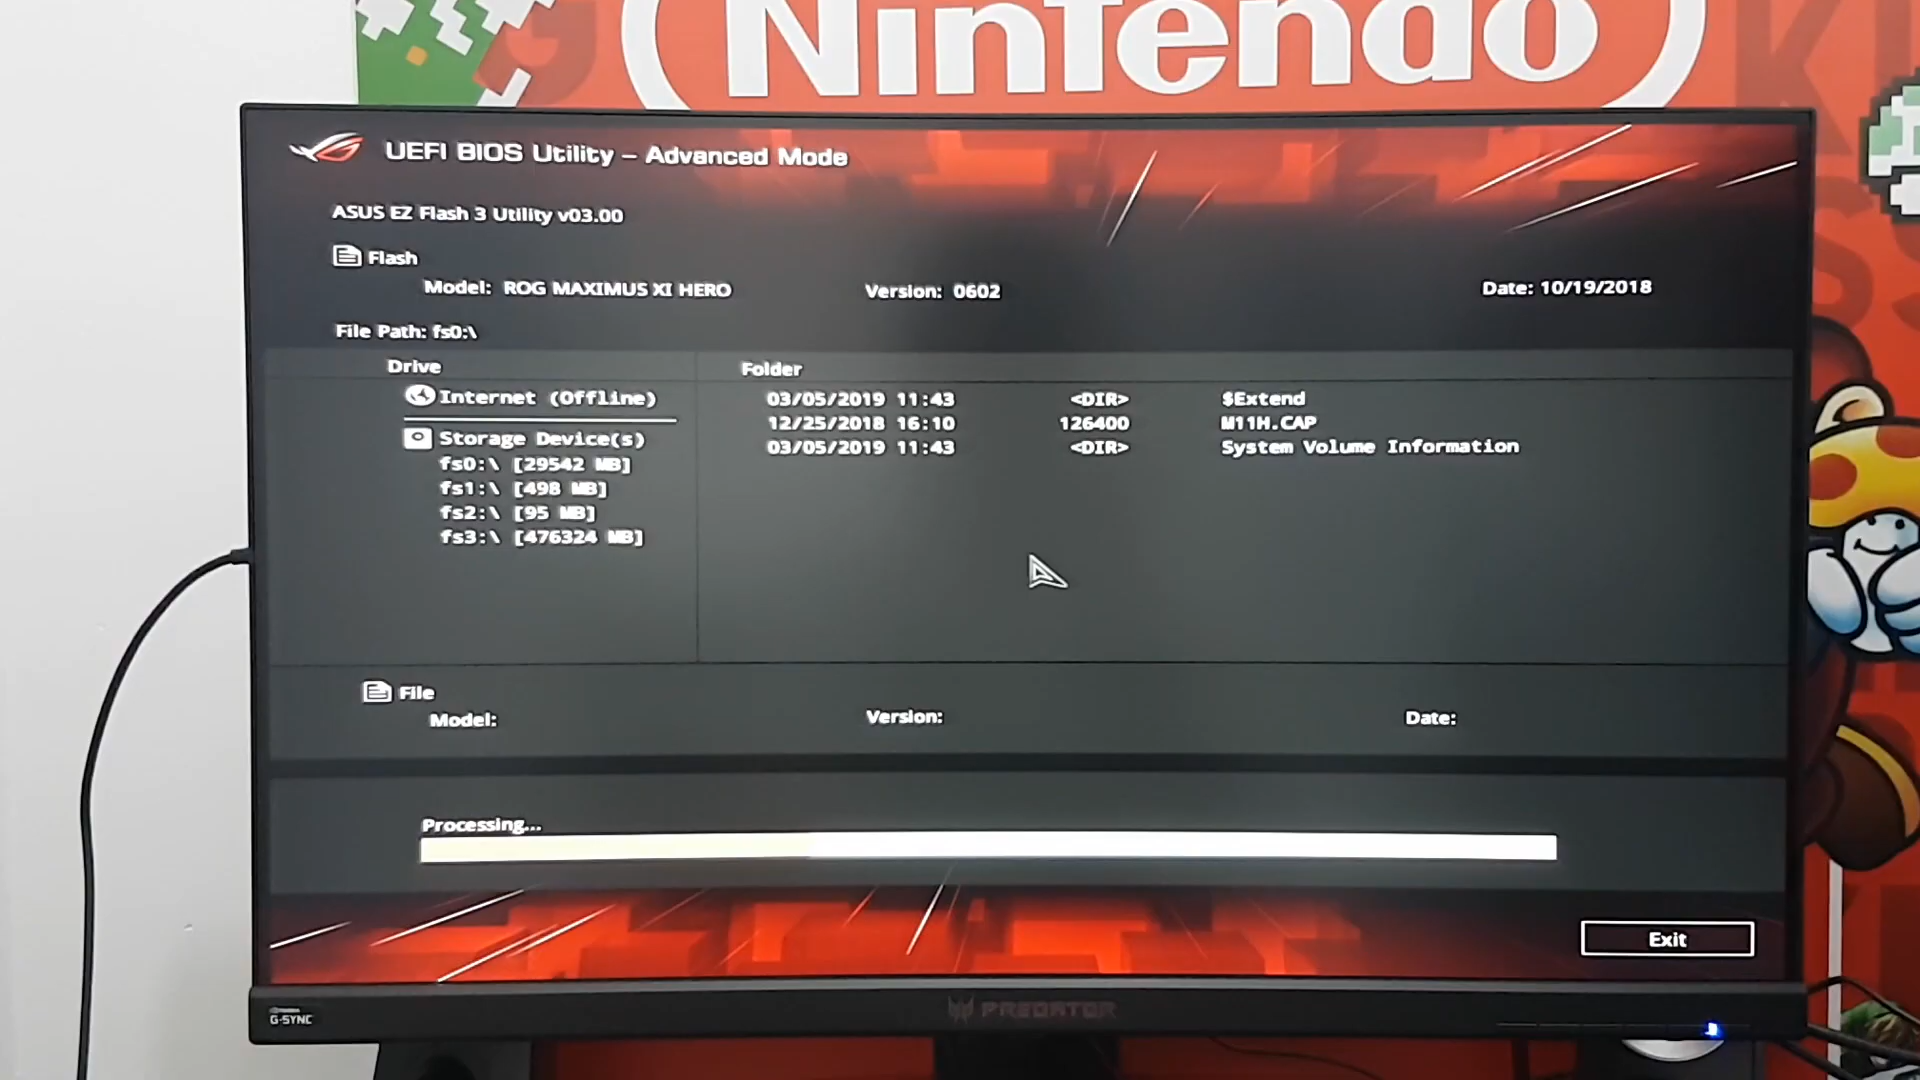 Nintendo
UEFI BIOS Utility – Advanced Mode
ASUS EZ Flash 3 Utility v03.00
Flash
Model: ROG MAXIMUS XI HERO Version: 0602 Date: 10/19/2018
File Path: fs0:\
Drive Folder
Internet (Offline) 03/05/2019 11:43 <DIR> $Extend
12/25/2018 16:10 126400 M11H.CAP
Storage Device(s) 03/05/2019 11:43 <DIR> System Volume Information
fs0:\ [29542 MB]
fs1:\ [498 MB]
fs2:\ [95 MB]
fs3:\ [476324 MB]
File
Model: Version: Date:
Processing...
Exit
G-SYNC
PREDATOR